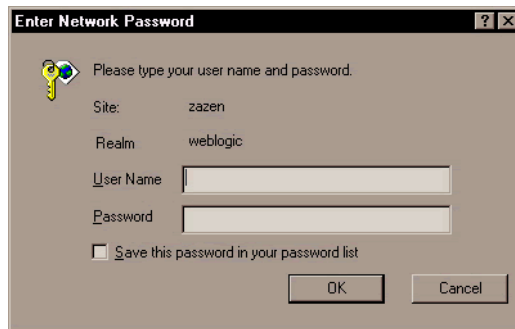 Enter Network Password
Please type your user name and password.
Site: zazen
Realm weblogic
User Name
Password
Save this password in your password list
OK Cancel